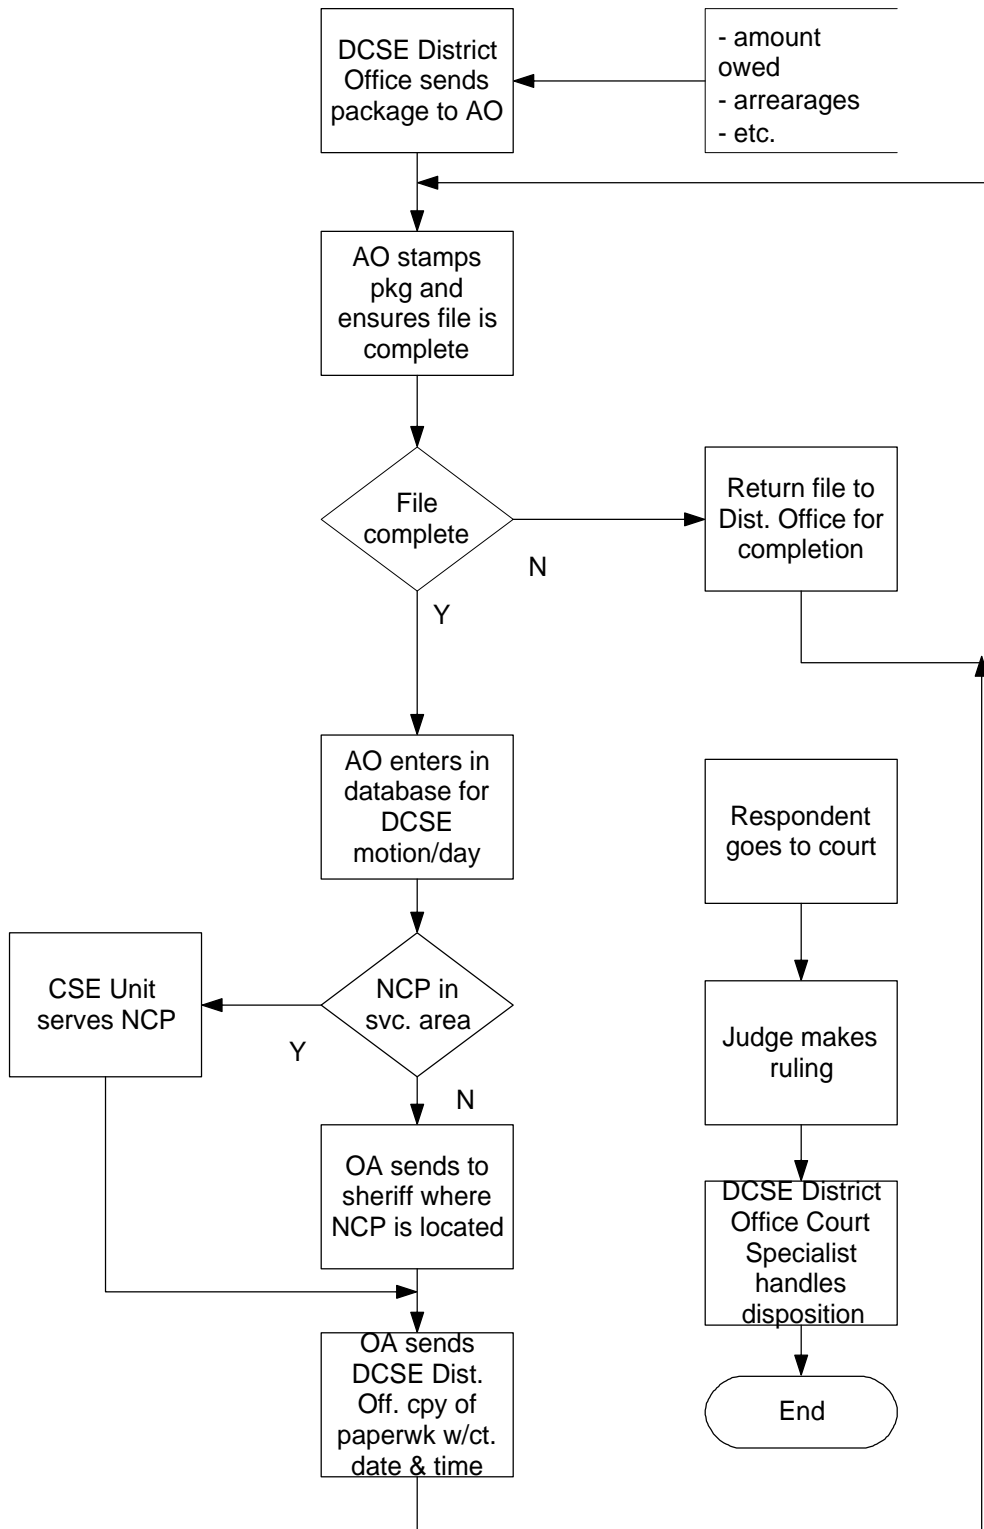 DCSE District
Office sends
package to AO
- amount
owed
- arrearages
- etc.
AO stamps
pkg and
ensures file is
complete
File
complete
N
Y
Return file to
Dist. Office for
completion
AO enters in
database for
DCSE
motion/day
Respondent
goes to court
CSE Unit
serves NCP
NCP in
svc. area
Y
N
Judge makes
ruling
OA sends to
sheriff where
NCP is located
DCSE District
Office Court
Specialist
handles
disposition
OA sends
DCSE Dist.
Off. cpy of
paperwk w/ct.
date & time
End